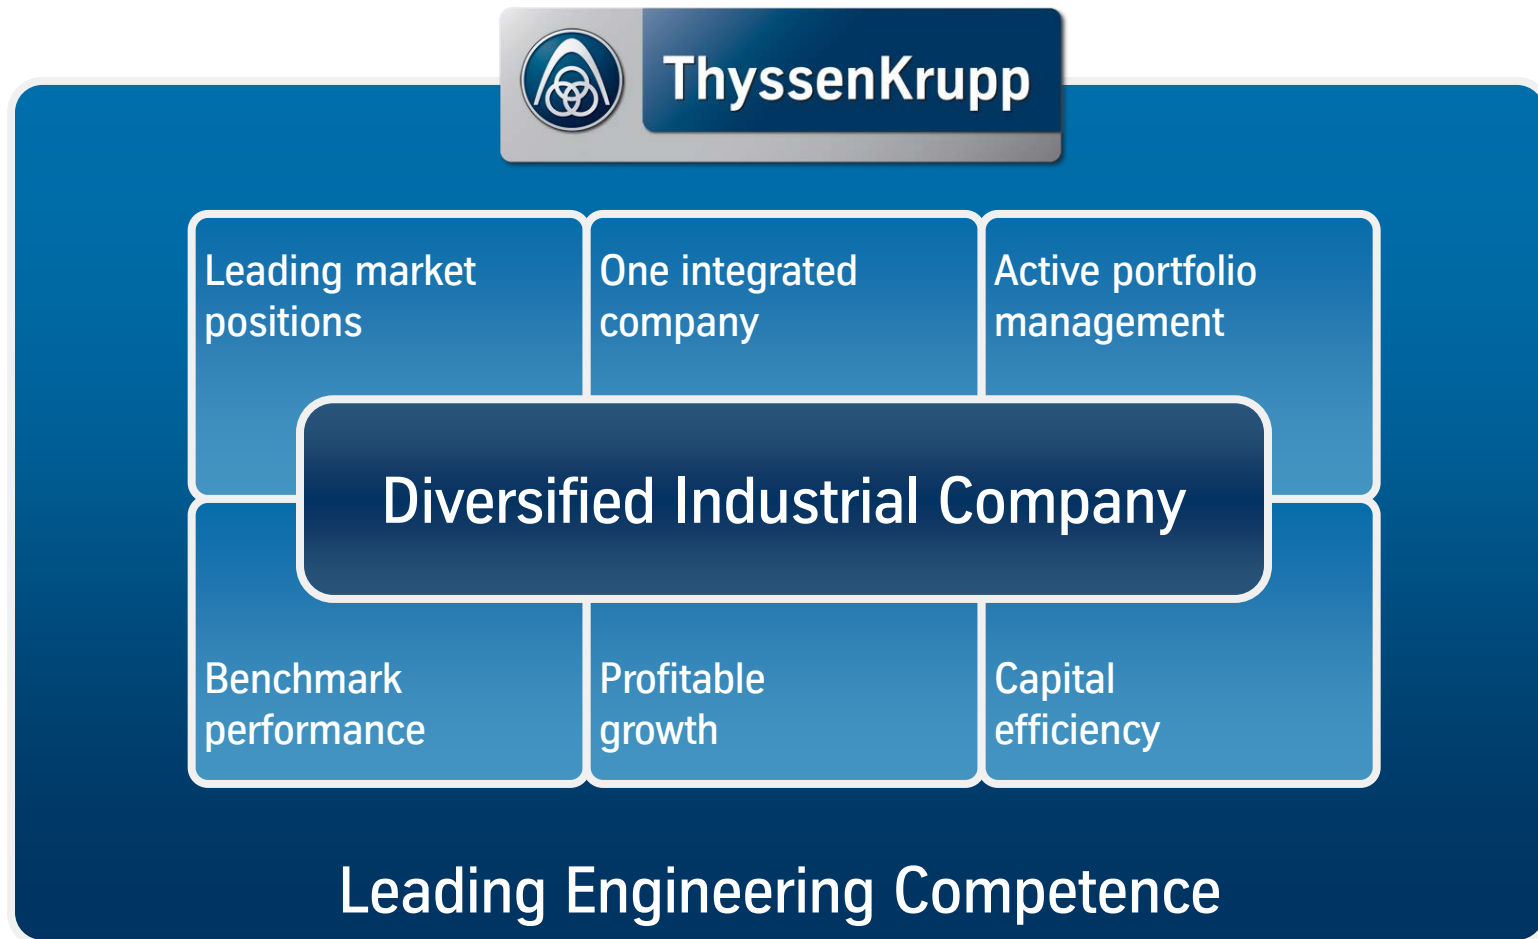 ThyssenKrupp
Leading market
positions
One integrated
company
Active portfolio
management
Diversified Industrial Company
Benchmark
performance
Profitable
growth
Capital
efficiency
Leading Engineering Competence